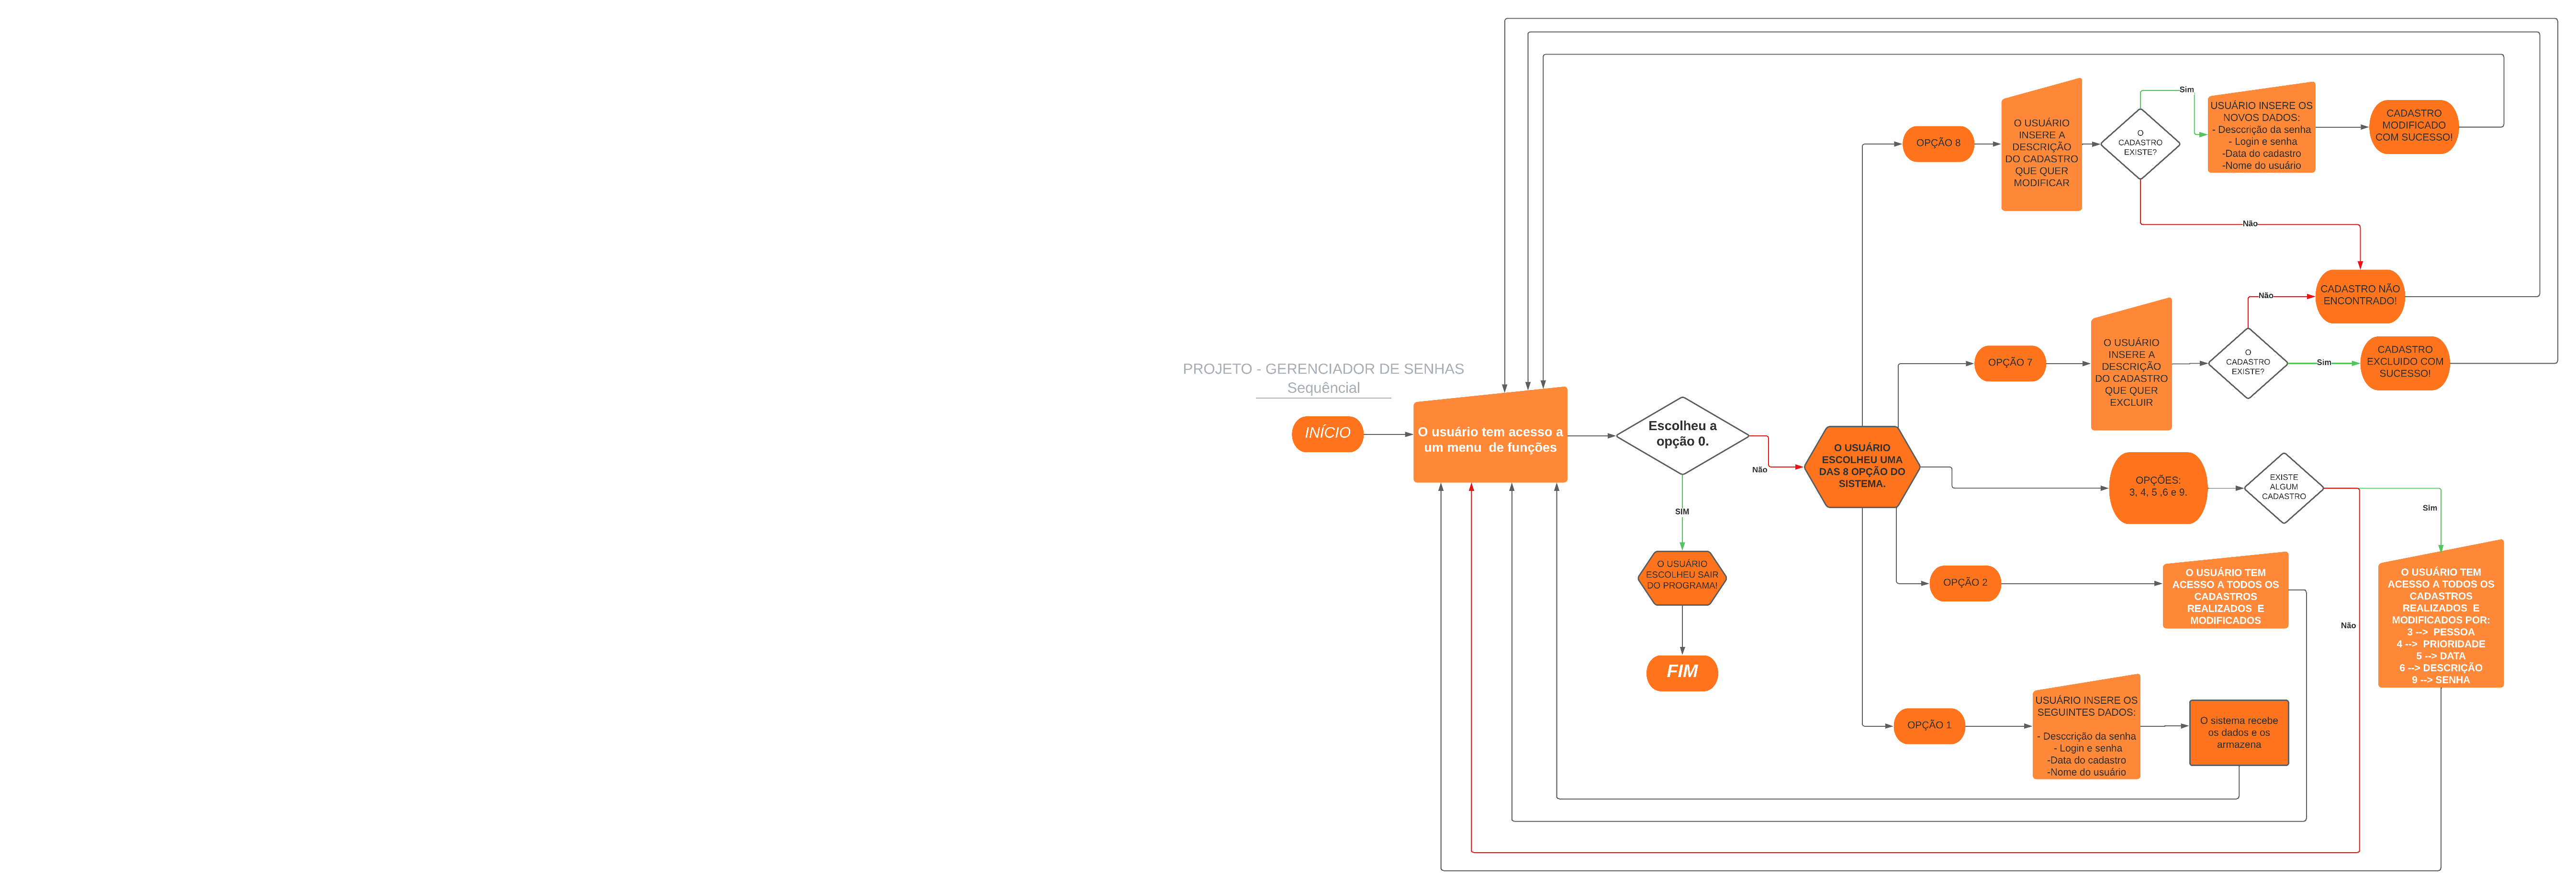 PROJETO - GERENCIADOR DE SENHAS
Sequêncial
INÍCIO
O usuário tem acesso a
um menu  de funções
Escolheu a
opção 0.
SIM
Não
O USUÁRIO
ESCOLHEU SAIR
DO PROGRAMA!
FIM
O USUÁRIO
ESCOLHEU UMA
DAS 8 OPÇÃO DO
SISTEMA.
OPÇÃO 8
O USUÁRIO
INSERE A
DESCRIÇÃO
DO CADASTRO
QUE QUER
MODIFICAR
O
CADASTRO
EXISTE?
Sim
USUÁRIO INSERE OS
NOVOS DADOS:
- Desccrição da senha
- Login e senha
-Data do cadastro
-Nome do usuário
CADASTRO
MODIFICADO
COM SUCESSO!
Não
CADASTRO NÃO
ENCONTRADO!
OPÇÃO 7
O USUÁRIO
INSERE A
DESCRIÇÃO
DO CADASTRO
QUE QUER
EXCLUIR
O
CADASTRO
EXISTE?
Não
Sim
CADASTRO
EXCLUIDO COM
SUCESSO!
OPÇÕES:
3, 4, 5 ,6 e 9.
EXISTE
ALGUM
CADASTRO
Sim
Não
O USUÁRIO TEM
ACESSO A TODOS OS
CADASTROS
REALIZADOS  E
MODIFICADOS POR:
3 -->  PESSOA
4 -->  PRIORIDADE
5 --> DATA
6 --> DESCRIÇÃO
9 --> SENHA
OPÇÃO 2
O USUÁRIO TEM
ACESSO A TODOS OS
CADASTROS
REALIZADOS  E
MODIFICADOS
OPÇÃO 1
USUÁRIO INSERE OS
SEGUINTES DADOS:
- Desccrição da senha
- Login e senha
-Data do cadastro
-Nome do usuário
O sistema recebe
os dados e os
armazena